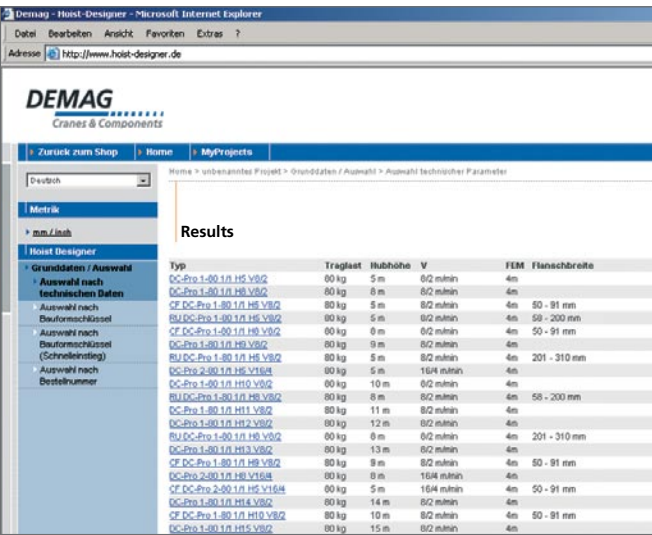 Demag - Hoist-Designer - Microsoft Internet Explorer
Datei Bearbeiten Ansicht Favoriten Extras ?
Adresse http://www.hoist-designer.de
DEMAG
Cranes & Components
Zurück zum Shop Home MyProjects
Deutsch
Home > unbenanntes Projekt > Grunddaten / Auswahl > Auswahl technischer Parameter
Metrik
mm / inch
Results
Hoist Designer
Grunddaten / Auswahl
Auswahl nach
technischen Daten
Auswahl nach
Bauformschlüssel
Auswahl nach
Bauformschlüssel
(Schnelleinstieg)
Auswahl nach
Bestellnummer
Typ Traglast Hubhöhe V FEM Flanschbreite
DC-Pro 1-80 1/1 H5 V8/2 80 kg 5 m 8/2 m/min 4m
DC-Pro 1-80 1/1 H8 V8/2 80 kg 8 m 8/2 m/min 4m
CF DC-Pro 1-80 1/1 H5 V8/2 80 kg 5 m 8/2 m/min 4m 50 - 91 mm
RU DC-Pro 1-80 1/1 H5 V8/2 80 kg 5 m 8/2 m/min 4m 58 - 200 mm
CF DC-Pro 1-80 1/1 H8 V8/2 80 kg 8 m 8/2 m/min 4m 50 - 91 mm
DC-Pro 1-80 1/1 H9 V8/2 80 kg 9 m 8/2 m/min 4m
RU DC-Pro 1-80 1/1 H5 V8/2 80 kg 5 m 8/2 m/min 4m 201 - 310 mm
DC-Pro 2-80 1/1 H5 V16/4 80 kg 5 m 16/4 m/min 4m
DC-Pro 1-80 1/1 H10 V8/2 80 kg 10 m 8/2 m/min 4m
RU DC-Pro 1-80 1/1 H8 V8/2 80 kg 8 m 8/2 m/min 4m 58 - 200 mm
DC-Pro 1-80 1/1 H11 V8/2 80 kg 11 m 8/2 m/min 4m
DC-Pro 1-80 1/1 H12 V8/2 80 kg 12 m 8/2 m/min 4m
RU DC-Pro 1-80 1/1 H8 V8/2 80 kg 8 m 8/2 m/min 4m 201 - 310 mm
DC-Pro 1-80 1/1 H13 V8/2 80 kg 13 m 8/2 m/min 4m
CF DC-Pro 1-80 1/1 H9 V8/2 80 kg 9 m 8/2 m/min 4m 50 - 91 mm
DC-Pro 2-80 1/1 H8 V16/4 80 kg 8 m 16/4 m/min 4m
CF DC-Pro 2-80 1/1 H5 V16/4 80 kg 5 m 16/4 m/min 4m 50 - 91 mm
DC-Pro 1-80 1/1 H14 V8/2 80 kg 14 m 8/2 m/min 4m
CF DC-Pro 1-80 1/1 H10 V8/2 80 kg 10 m 8/2 m/min 4m 50 - 91 mm
DC-Pro 1-80 1/1 H15 V8/2 80 kg 15 m 8/2 m/min 4m